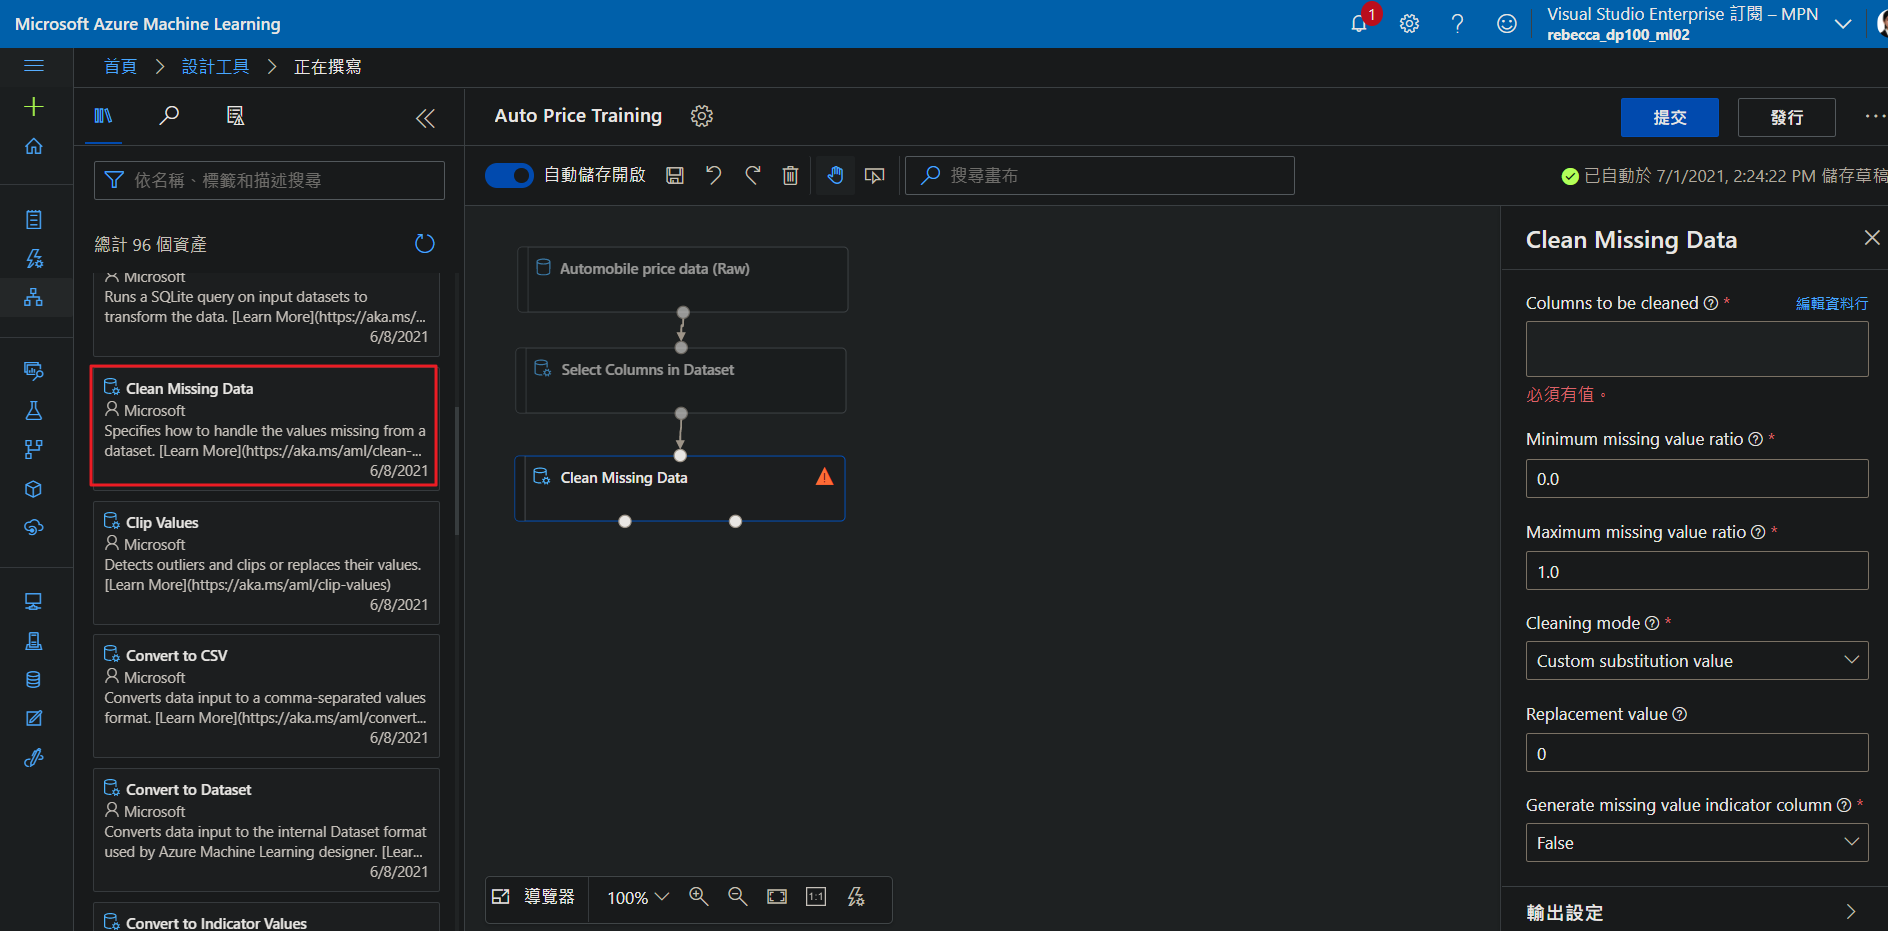 Microsoft Azure Machine Learning
1
Visual Studio Enterprise 訂閱 – MPN
rebecca_dp100_ml02
首頁 > 設計工具 > 正在撰寫
Auto Price Training
提交
發行
依名稱、標籤和描述搜尋
自動儲存開啟
搜尋畫布
已自動於 7/1/2021, 2:24:22 PM 儲存草稿
總計 96 個資產
Microsoft
Runs a SQLite query on input datasets to
transform the data. [Learn More](https://aka.ms/...
6/8/2021
Clean Missing Data
Microsoft
Specifies how to handle the values missing from a
dataset. [Learn More](https://aka.ms/aml/clean-...
6/8/2021
Clip Values
Microsoft
Detects outliers and clips or replaces their values.
[Learn More](https://aka.ms/aml/clip-values)
6/8/2021
Convert to CSV
Microsoft
Converts data input to a comma-separated values
format. [Learn More](https://aka.ms/aml/convert...
6/8/2021
Convert to Dataset
Microsoft
Converts data input to the internal Dataset format
used by Azure Machine Learning designer. [Lear...
6/8/2021
Convert to Indicator Values
Automobile price data (Raw)
Select Columns in Dataset
Clean Missing Data
導覽器
100%
1:1
Clean Missing Data
Columns to be cleaned *
編輯資料行
必須有值。
Minimum missing value ratio *
0.0
Maximum missing value ratio *
1.0
Cleaning mode *
Custom substitution value
Replacement value
0
Generate missing value indicator column *
False
輸出設定